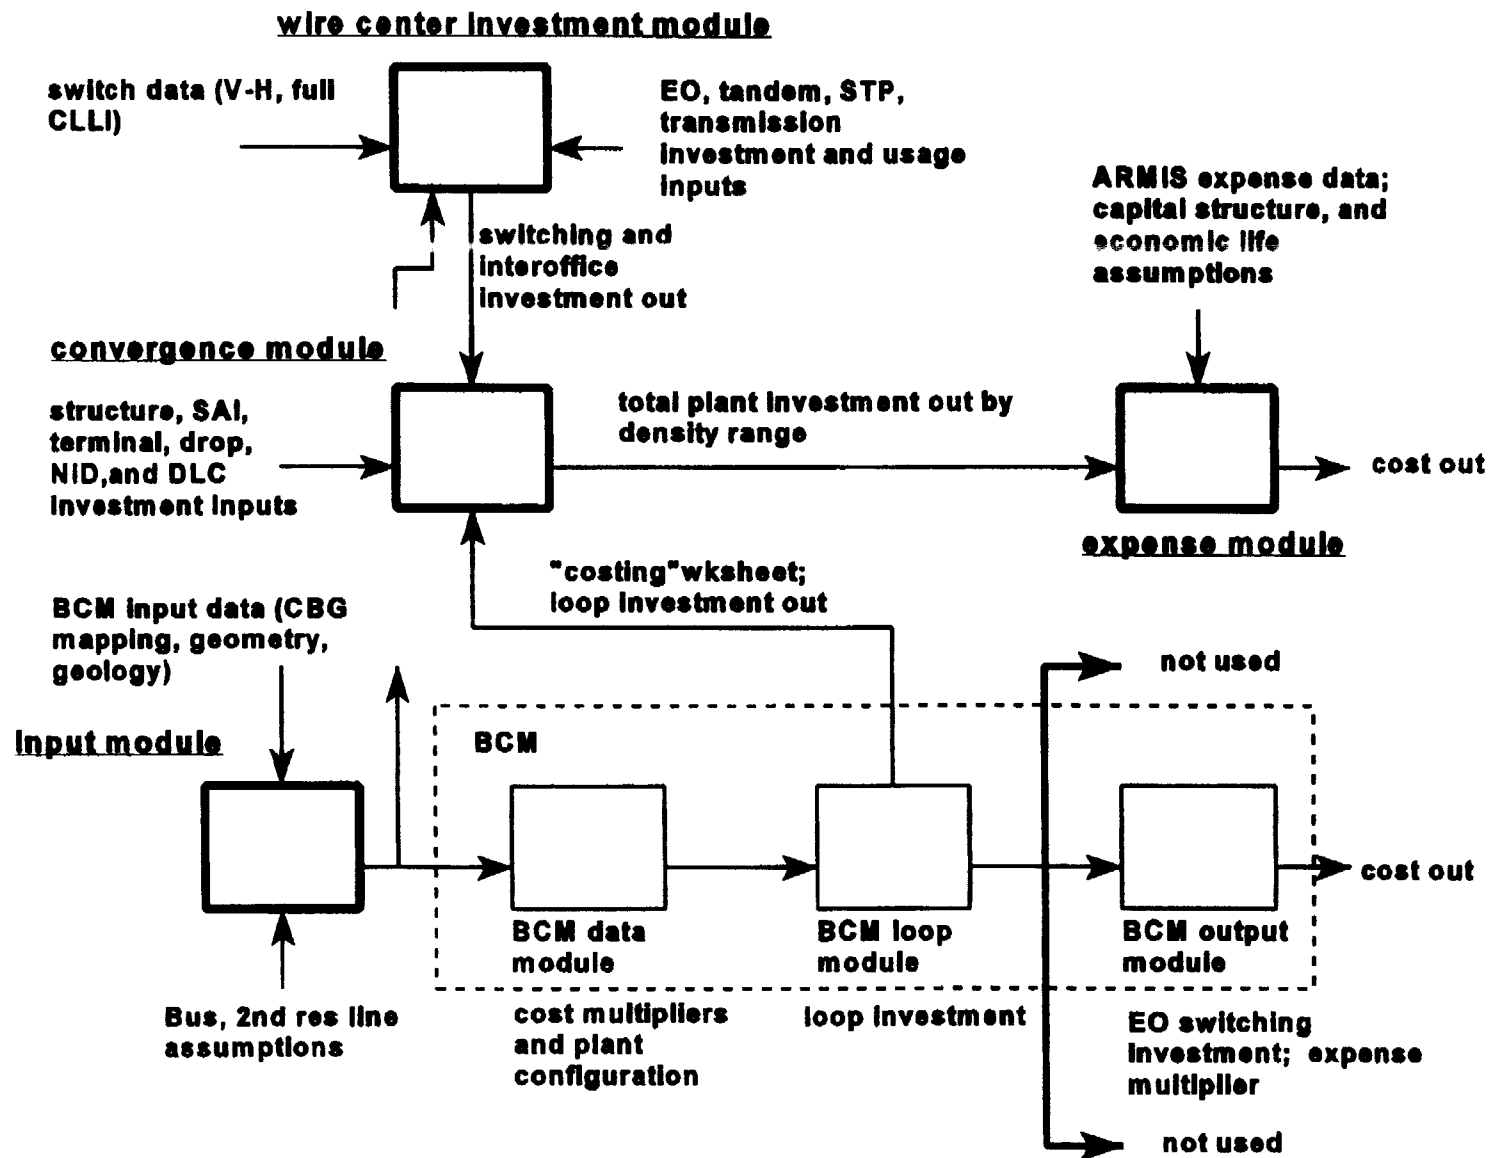 wire center investment module
switch data (V-H, full
CLLI)
EO, tandem, STP,
transmission
investment and usage
inputs
ARMIS expense data;
capital structure, and
economic life
assumptions
switching and
interoffice
investment out
convergence module
structure, SAI,
terminal, drop,
NID,and DLC
investment inputs
total plant investment out by
density range
cost out
expense module
"costing"wksheet;
loop investment out
BCM input data (CBG
mapping, geometry,
geology)
not used
input module
BCM
cost out
BCM data
module
BCM loop
module
BCM output
module
Bus, 2nd res line
assumptions
cost multipliers
and plant
configuration
loop investment
EO switching
investment; expense
multiplier
not used